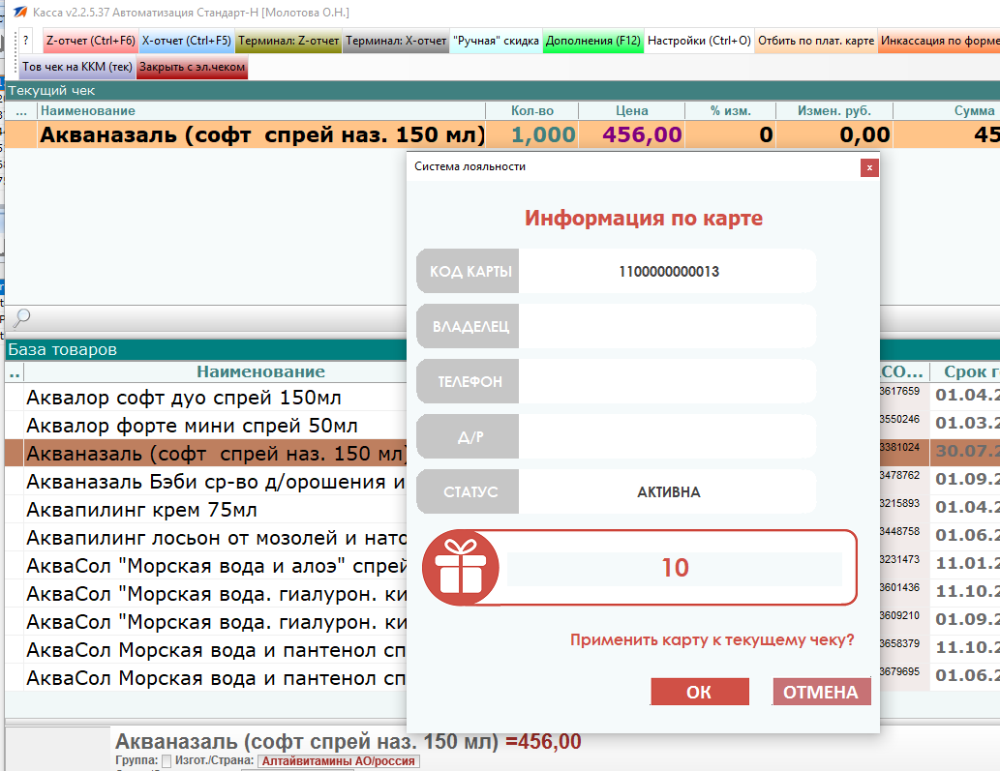 Касса v2.2.5.37 Автоматизация Стандарт-Н [Молотова О.Н.]
? Z-отчет (Ctrl+F6) X-отчет (Ctrl+F5) Терминал: Z-отчет Терминал: X-отчет "Ручная" скидка Дополнения (F12) Настройки (Ctrl+O) Отбить по плат. карте Инкассация по форме
Тов чек на ККМ (тек) Закрыть с эл.чеком
Текущий чек
... Наименование Кол-во Цена % изм. Измен. руб. Сумма
Акваназаль (софт спрей наз. 150 мл) 1,000 456,00 0 0,00 45
Система лояльности x
Информация по карте
КОД КАРТЫ 1100000000013
ВЛАДЕЛЕЦ
ТЕЛЕФОН
Д/Р
СТАТУС АКТИВНА
10
Применить карту к текущему чеку?
ОК ОТМЕНА
База товаров
.. Наименование СО... Срок г
Аквалор софт дуо спрей 150мл 3617659 01.04.2
Аквалор форте мини спрей 50мл 3550246 01.03.2
Акваназаль (софт спрей наз. 150 мл) 3381024 30.07.2
Акваназаль Бэби ср-во д/орошения и 3478762 01.09.2
Аквапилинг крем 75мл 3215893 01.04.2
Аквапилинг лосьон от мозолей и нато 3448758 01.06.2
АкваСол "Морская вода и алоэ" спрей 3231473 11.01.2
АкваСол "Морская вода. гиалурон. ки 3601436 11.10.2
АкваСол "Морская вода. гиалурон. ки 3609210 01.09.2
АкваСол Морская вода и пантенол сп 3658379 11.10.2
АкваСол Морская вода и пантенол сп 3679695 01.06.2
Акваназаль (софт спрей наз. 150 мл) =456,00
Группа: Изгот./Страна: Алтайвитамины АО/россия